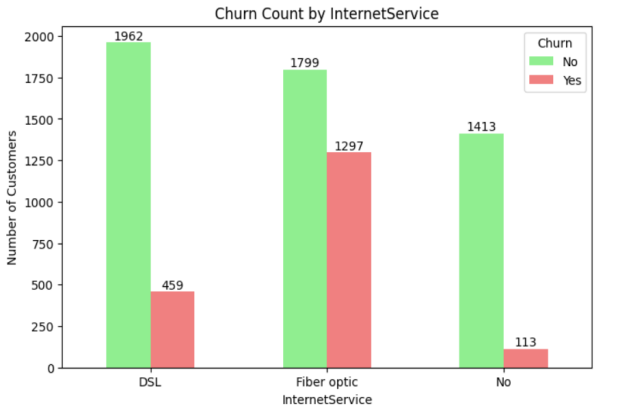 Churn Count by InternetService
Number of Customers
2000
1750
1500
1250
1000
750
500
250
0
1962
459
1799
1297
1413
113
Churn
No
Yes
DSL
Fiber optic
No
InternetService